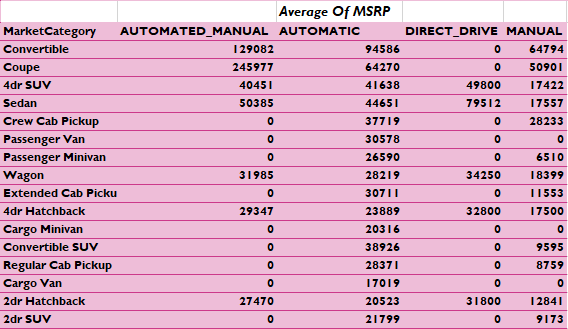 Average Of MSRP
MarketCategory AUTOMATED_MANUAL AUTOMATIC DIRECT_DRIVE MANUAL
Convertible 129082 94586 0 64794
Coupe 245977 64270 0 50901
4dr SUV 40451 41638 49800 17422
Sedan 50385 44651 79512 17557
Crew Cab Pickup 0 37719 0 28233
Passenger Van 0 30578 0 0
Passenger Minivan 0 26590 0 6510
Wagon 31985 28219 34250 18399
Extended Cab Picku 0 30711 0 11553
4dr Hatchback 29347 23889 32800 17500
Cargo Minivan 0 20316 0 0
Convertible SUV 0 38926 0 9595
Regular Cab Pickup 0 28371 0 8759
Cargo Van 0 17019 0 0
2dr Hatchback 27470 20523 31800 12841
2dr SUV 0 21799 0 9173